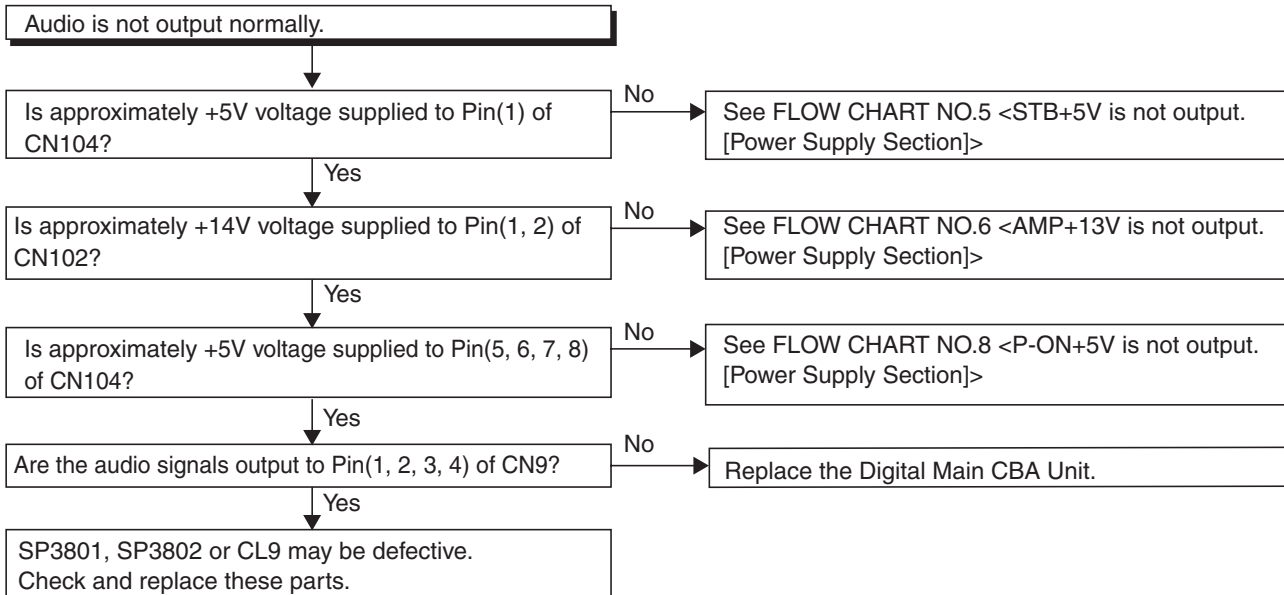 Audio is not output normally.
Is approximately +5V voltage supplied to Pin(1) of
CN104?
No
See FLOW CHART NO.5 <STB+5V is not output.
[Power Supply Section]>
Yes
Is approximately +14V voltage supplied to Pin(1, 2) of
CN102?
No
See FLOW CHART NO.6 <AMP+13V is not output.
[Power Supply Section]>
Yes
Is approximately +5V voltage supplied to Pin(5, 6, 7, 8)
of CN104?
No
See FLOW CHART NO.8 <P-ON+5V is not output.
[Power Supply Section]>
Yes
Are the audio signals output to Pin(1, 2, 3, 4) of CN9?
No
Replace the Digital Main CBA Unit.
Yes
SP3801, SP3802 or CL9 may be defective.
Check and replace these parts.